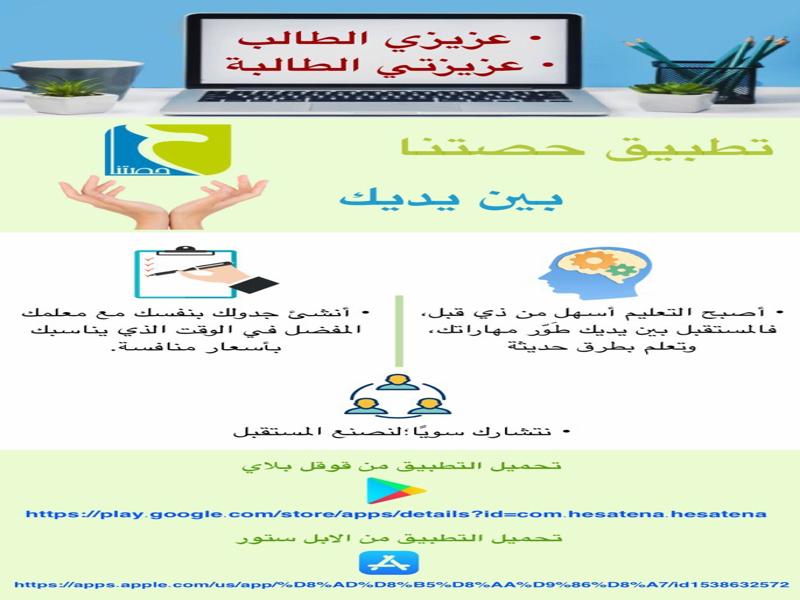 • عزيزي الطالب
• عزيزتي الطالبة
تطبيق حصتنا
حصتنا
بين يديك
• أصبح التعليم أسهل من ذي قبل،
فالمستقبل بين يديك طوّر مهاراتك،
وتعلم بطرق حديثة
• أنشئ جدولك بنفسك مع معلمك
المفضل في الوقت الذي يناسبك
بأسعار منافسة.
• نتشارك سويًا؛لنصنع المستقبل
تحميل التطبيق من قوقل بلاي
https://play.google.com/store/apps/details?id=com.hesatena.hesatena
تحميل التطبيق من الابل ستور
https://apps.apple.com/us/app/%D8%AD%D8%B5%D8%AA%D9%86%D8%A7/id1538632572